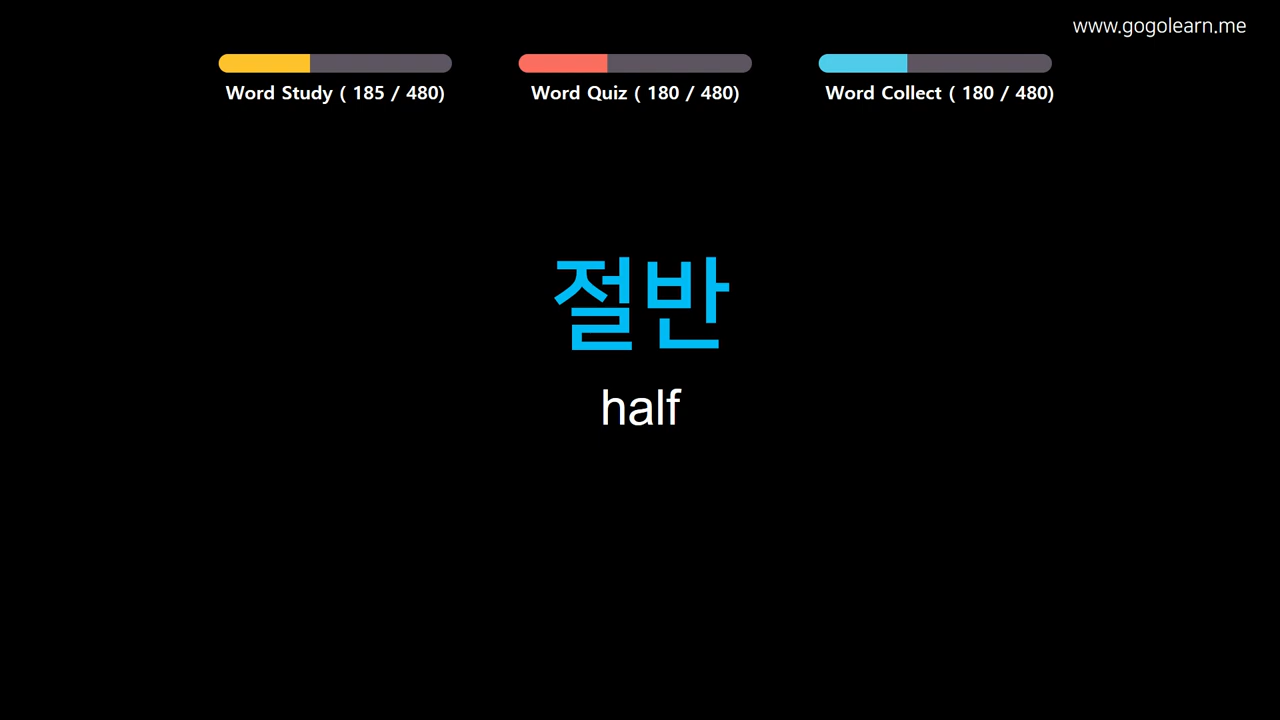 www.gogolearn.me
Word Study ( 185 / 480)
Word Quiz ( 180 / 480)
Word Collect ( 180 / 480)
절반
half